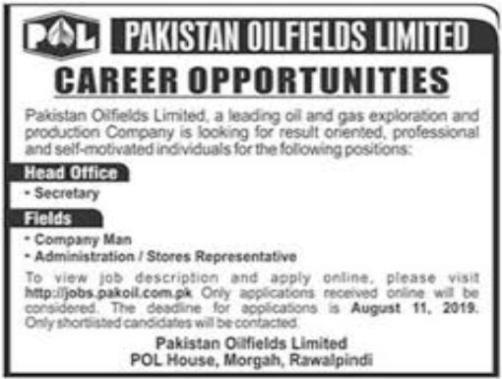 POL PAKISTAN OILFIELDS LIMITED
CAREER OPPORTUNITIES
Pakistan Oilfields Limited, a leading oil and gas exploration and
production Company is looking for result oriented, professional
and self-motivated individuals for the following positions:
Head Office
• Secretary
Fields
• Company Man
• Administration / Stores Representative
To view job description and apply online, please visit
http://jobs.pakoil.com.pk Only applications received online will be
considered. The deadline for applications is August 11, 2019.
Only shortlisted candidates will be contacted.
Pakistan Oilfields Limited
POL House, Morgah, Rawalpindi